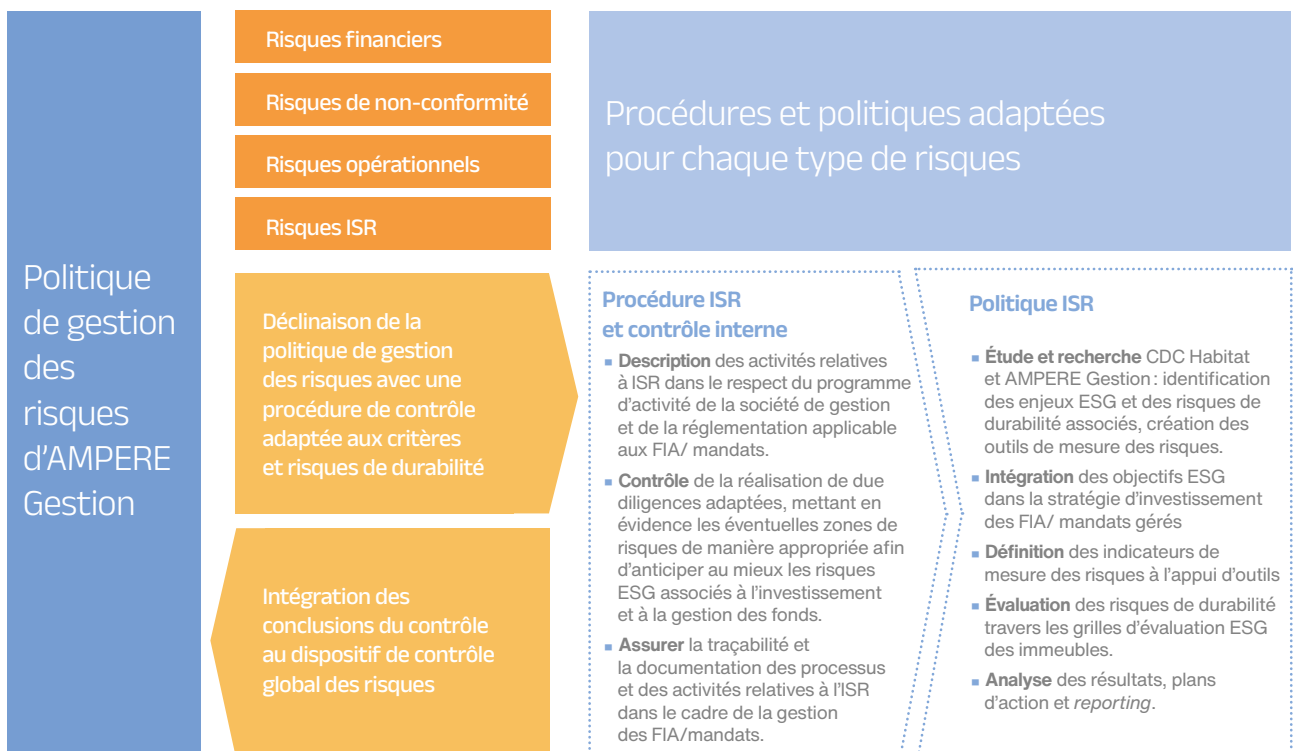 Politique
de gestion
des
risques
d'AMPERE
Gestion
Risques financiers
Risques de non-conformité
Risques opérationnels
Risques ISR
Procédures et politiques adaptées
pour chaque type de risques
Déclinaison de la
politique de gestion
des risques avec une
procédure de contrôle
adaptée aux critères
et risques de durabilité
Intégration des
conclusions du contrôle
au dispositif de contrôle
global des risques
Procédure ISR
et contrôle interne
▪ Description des activités relatives
à ISR dans le respect du programme
d'activité de la société de gestion
et de la réglementation applicable
aux FIA/ mandats.
▪ Contrôle de la réalisation de due
diligences adaptées, mettant en
évidence les éventuelles zones de
risques de manière appropriée afin
d'anticiper au mieux les risques
ESG associés à l'investissement
et à la gestion des fonds.
▪ Assurer la traçabilité et
la documentation des processus
et des activités relatives à l'ISR
dans le cadre de la gestion
des FIA/mandats.
Politique ISR
▪ Étude et recherche CDC Habitat
et AMPERE Gestion : identification
des enjeux ESG et des risques de
durabilité associés, création des
outils de mesure des risques.
▪ Intégration des objectifs ESG
dans la stratégie d'investissement
des FIA/ mandats gérés
▪ Définition des indicateurs de
mesure des risques à l'appui d'outils
▪ Évaluation des risques de durabilité
travers les grilles d'évaluation ESG
des immeubles.
▪ Analyse des résultats, plans
d'action et reporting.